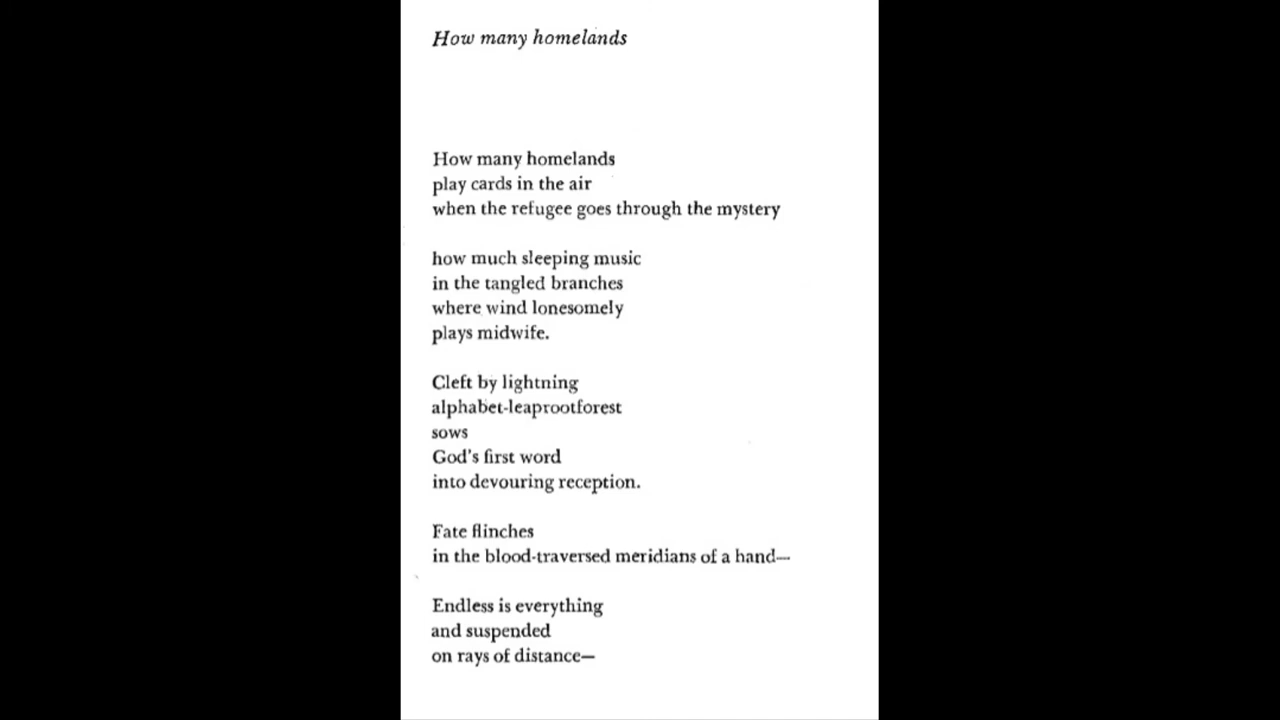 How many homelands
How many homelands
play cards in the air
when the refugee goes through the mystery
how much sleeping music
in the tangled branches
where wind lonesomely
plays midwife.
Cleft by lightning
alphabet-leaprootforest
sows
God's first word
into devouring reception.
Fate flinches
in the blood-traversed meridians of a hand—
Endless is everything
and suspended
on rays of distance—